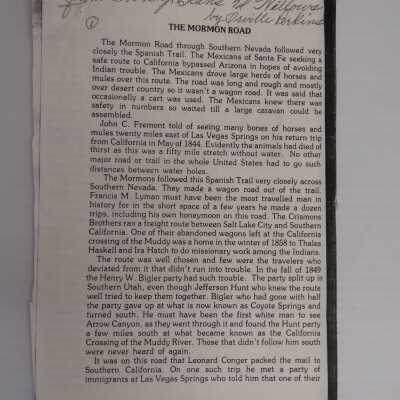 of Willows
by Orville Perkins
1
THE MORMON ROAD
The Mormon Road through Southern Nevada followed very
closely the Spanish Trail. The Mexicans of Santa Fe seeking a
safe route to California bypassed Arizona in hopes of avoiding
Indian trouble. The Mexicans drove large herds of horses and
mules over this route. The road was long and rough and mostly
over desert country so it wasn't a wagon road. It was said that
occasionally a cart was used. The Mexicans knew there was
safety in numbers so waited till a large caravan could be
assembled.
John C. Fremont told of seeing many bones of horses and
mules twenty miles east of Las Vegas Springs on his return trip
from California in May of 1844. Evidently the animals had died of
thirst as this was a fifty mile stretch without water. No other
major road or trail in the whole United States had to go such
distances between water holes.
The Mormons followed this Spanish Trail very closely across
Southern Nevada. They made a wagon road out of the trail.
Francis M. Lyman must have been the most travelled man in
history for in the short space of a few years he made a dozen
trips, including his own honeymoon on this road. The Crismons
Brothers ran a freight route between Salt Lake City and Southern
California. One of their abandoned wagons left at the California
crossing of the Muddy was a home in the winter of 1858 to Thales
Haskell and Ira Hatch to do missionary work among the Indians.
The route was well chosen and few were the travelers who
deviated from it that didn't run into trouble. In the fall of 1849
the Henry W. Bigler party had such trouble. The party split up in
Southern Utah, even though Jefferson Hunt who knew the route
well tried to keep them together. Bigler who had gone with half
the party gave up at what is now known as Coyote Springs and
turned south. He must have been the first white man to see
Arrow Canyon, as they went through it and found the Hunt party
a few miles south at what became known as the California
Crossing of the Muddy River. Those that didn't follow him south
were never heard of again.
It was on this road that Leonard Conger packed the mail to
Southern California. On one such trip he met a party of
immigrants at Las Vegas Springs who told him that one of their